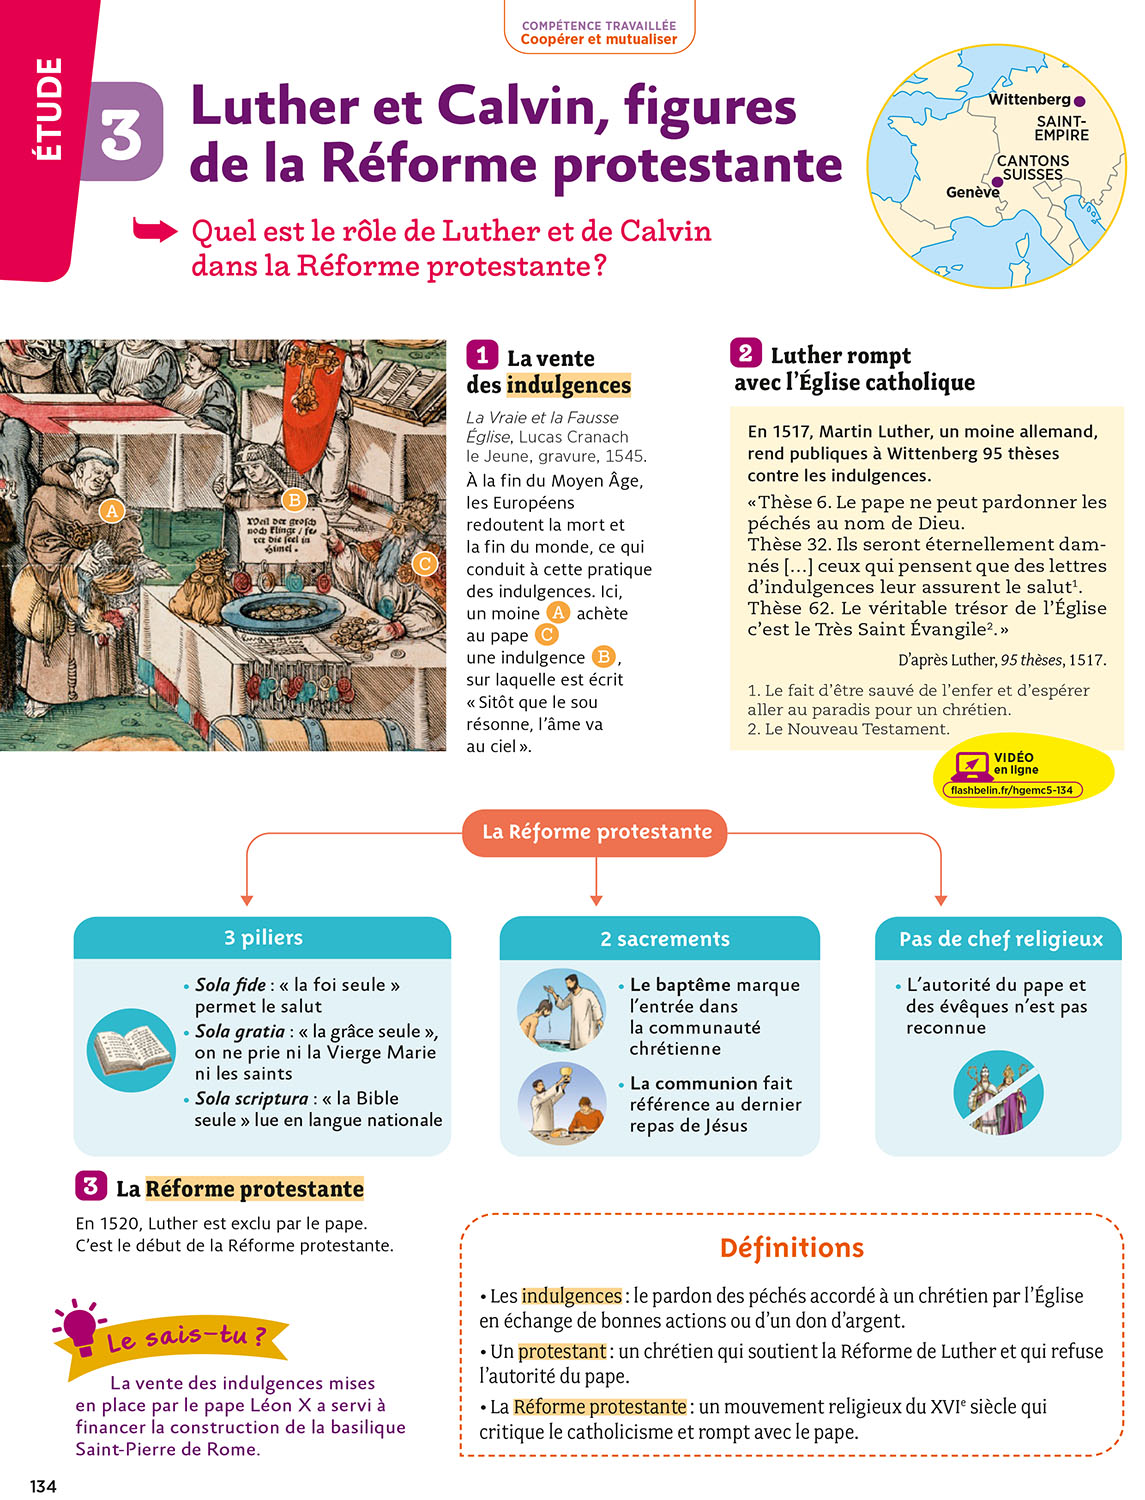 COMPÉTENCE TRAVAILLÉE
Coopérer et mutualiser
ÉTUDE
3
Luther et Calvin, figures
de la Réforme protestante
Quel est le rôle de Luther et de Calvin
dans la Réforme protestante ?
Wittenberg
SAINT-
EMPIRE
CANTONS
SUISSES
Genève
A
B
C
Weil der grosch
noch klinge / fe
ret die seel in
Himel.
1 La vente
des indulgences
La Vraie et la Fausse
Église, Lucas Cranach
le Jeune, gravure, 1545.
À la fin du Moyen Âge,
les Européens
redoutent la mort et
la fin du monde, ce qui
conduit à cette pratique
des indulgences. Ici,
un moine A achète
au pape C
une indulgence B,
sur laquelle est écrit
« Sitôt que le sou
résonne, l'âme va
au ciel ».
2 Luther rompt
avec l'Église catholique
En 1517, Martin Luther, un moine allemand,
rend publiques à Wittenberg 95 thèses
contre les indulgences.
« Thèse 6. Le pape ne peut pardonner les
péchés au nom de Dieu.
Thèse 32. Ils seront éternellement dam-
nés […] ceux qui pensent que des lettres
d'indulgences leur assurent le salut¹.
Thèse 62. Le véritable trésor de l'Église
c'est le Très Saint Évangile². »
D'après Luther, 95 thèses, 1517.
1. Le fait d'être sauvé de l'enfer et d'espérer
aller au paradis pour un chrétien.
2. Le Nouveau Testament.
VIDÉO
en ligne
flashbelin.fr/hgemc5-134
La Réforme protestante
3 piliers
• Sola fide : « la foi seule »
permet le salut
• Sola gratia : « la grâce seule »,
on ne prie ni la Vierge Marie
ni les saints
• Sola scriptura : « la Bible
seule » lue en langue nationale
2 sacrements
• Le baptême marque
l'entrée dans
la communauté
chrétienne
• La communion fait
référence au dernier
repas de Jésus
Pas de chef religieux
• L'autorité du pape et
des évêques n'est pas
reconnue
3 La Réforme protestante
En 1520, Luther est exclu par le pape.
C'est le début de la Réforme protestante.
Le sais-tu ?
La vente des indulgences mises
en place par le pape Léon X a servi à
financer la construction de la basilique
Saint-Pierre de Rome.
Définitions
• Les indulgences : le pardon des péchés accordé à un chrétien par l'Église
en échange de bonnes actions ou d'un don d'argent.
• Un protestant : un chrétien qui soutient la Réforme de Luther et qui refuse
l'autorité du pape.
• La Réforme protestante : un mouvement religieux du XVIe siècle qui
critique le catholicisme et rompt avec le pape.
134